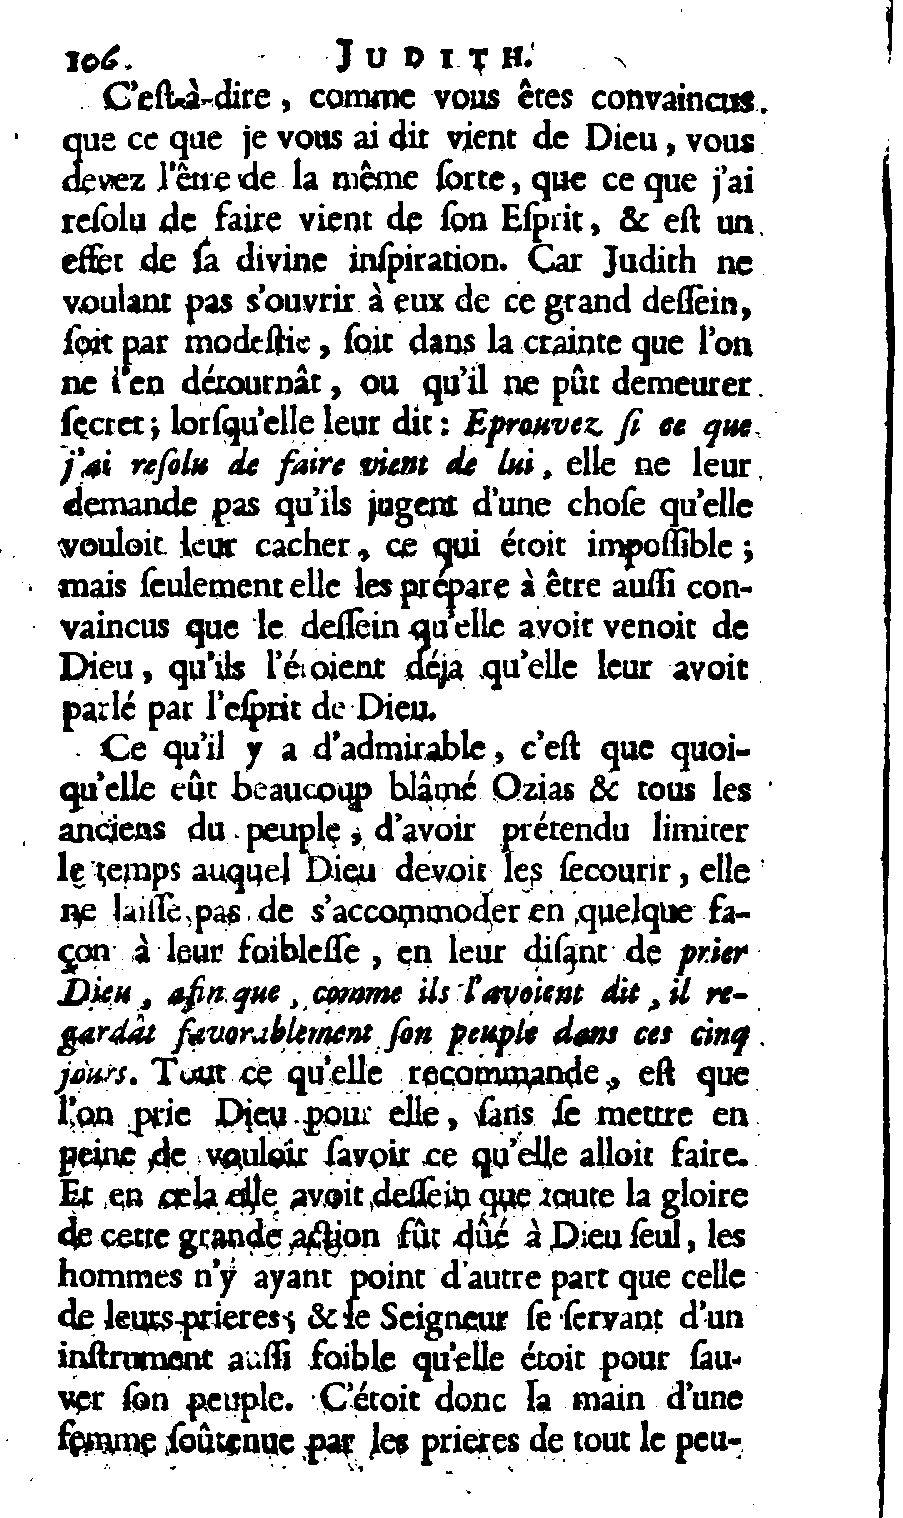 106. JUDITH.
C'eſt-à-dire, comme vous êtes convaincus
que ce que je vous ai dit vient de Dieu, vous
devez l'être de la même ſorte, que ce que j'ai
reſolu de faire vient de ſon Eſprit, & eſt un
effet de ſa divine inſpiration. Car Judith ne
voulant pas s'ouvrir à eux de ce grand deſſein,
ſoit par modeſtie, ſoit dans la crainte que l'on
ne l'en détournât, ou qu'il ne pût demeurer
ſecret; lorſqu'elle leur dit: Eprouvez ſi ce que
j'ai reſolu de faire vient de lui, elle ne leur
demande pas qu'ils jugent d'une choſe qu'elle
vouloit leur cacher, ce qui étoit impoſſible;
mais ſeulement elle les prépare à être auſſi con-
vaincus que le deſſein qu'elle avoit venoit de
Dieu, qu'ils l'étoient déja qu'elle leur avoit
parlé par l'eſprit de Dieu.
Ce qu'il y a d'admirable, c'eſt que quoi-
qu'elle eût beaucoup blâmé Ozias & tous les
anciens du peuple, d'avoir prétendu limiter
le temps auquel Dieu devoit les ſecourir, elle
ne laiſſe pas de s'accommoder en quelque fa-
çon à leur foibleſſe, en leur diſant de prier
Dieu, afin que, comme ils l'avoient dit, il re-
gardât favorablement ſon peuple dans ces cinq
jours. Tout ce qu'elle recommande, eſt que
l'on prie Dieu pour elle, ſans ſe mettre en
peine de vouloir ſavoir ce qu'elle alloit faire.
Et en cela elle avoit deſſein que toute la gloire
de cette grande action fût dûë à Dieu ſeul, les
hommes n'y ayant point d'autre part que celle
de leurs prieres; & le Seigneur ſe ſervant d'un
inſtrument auſſi foible qu'elle étoit pour ſau-
ver ſon peuple. C'étoit donc la main d'une
femme ſoûtenue par les prieres de tout le peu-